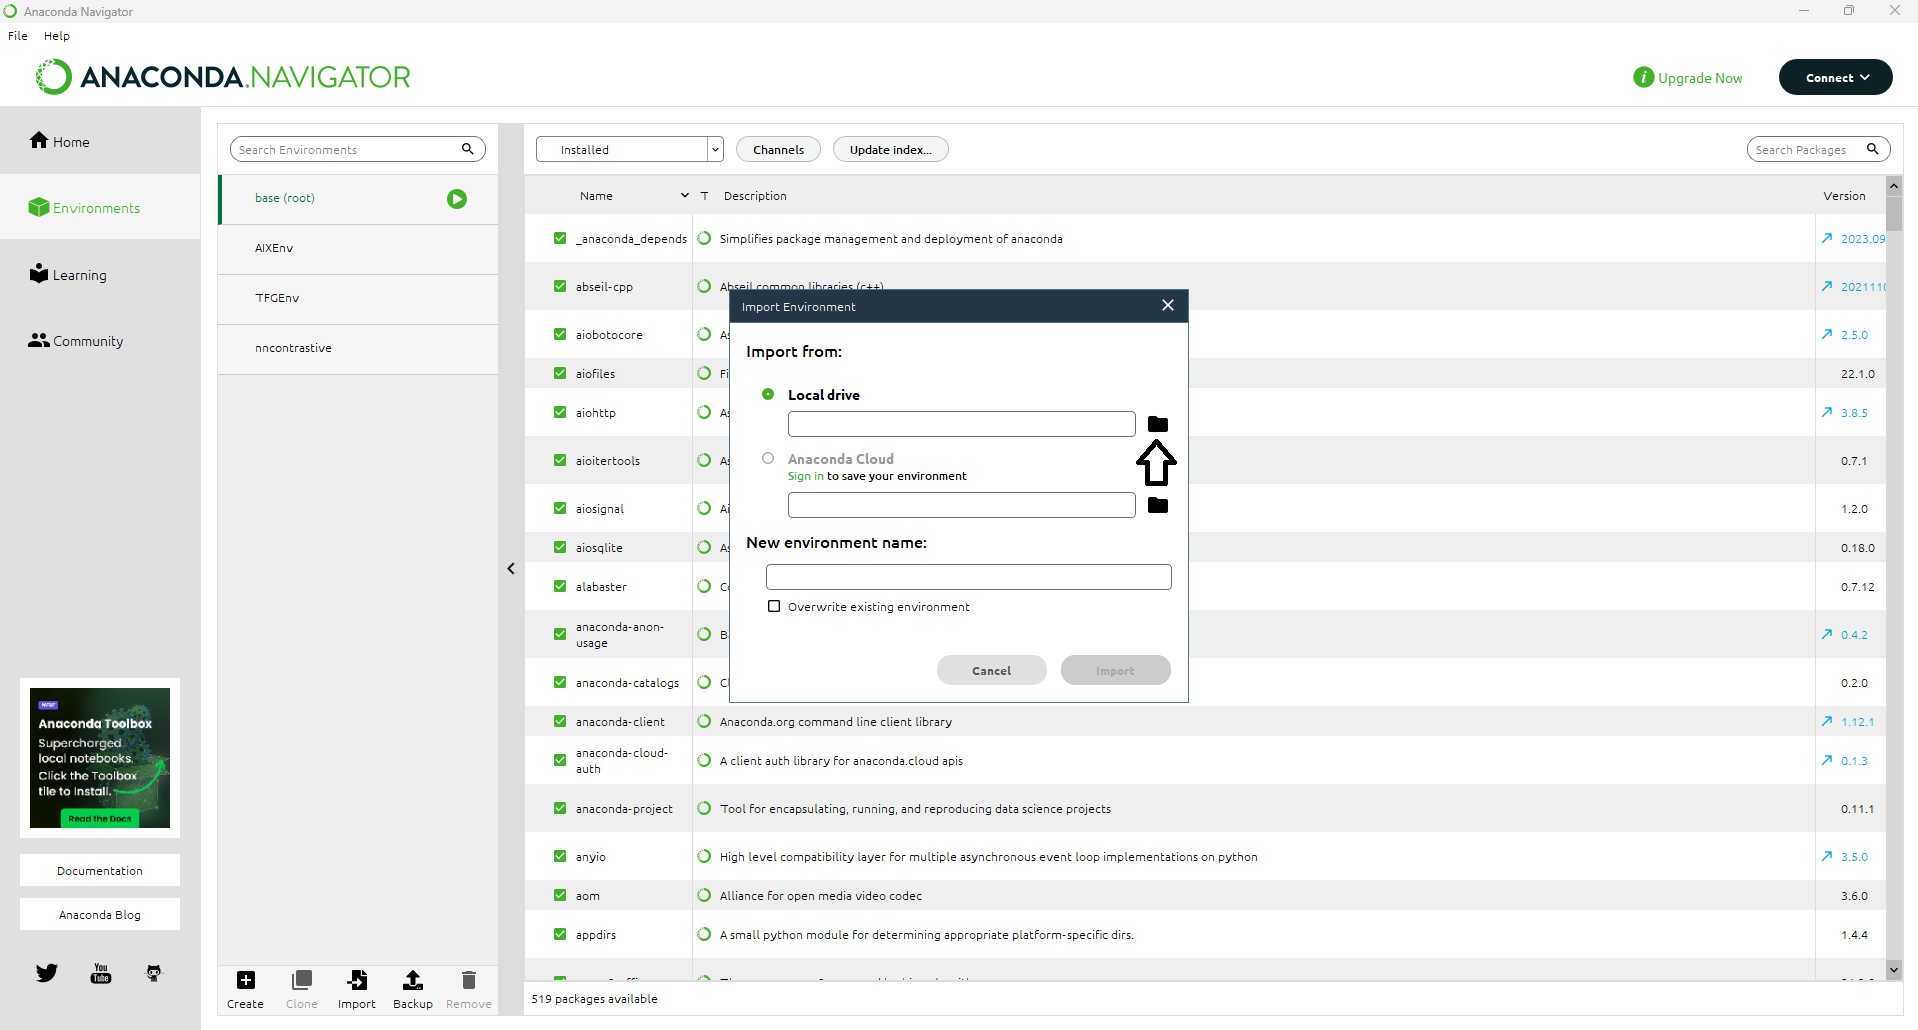 Anaconda Navigator
File Help
ANACONDA.NAVIGATOR
i Upgrade Now
Connect
Home
Environments
Learning
Community
NEW
Anaconda Toolbox
Supercharged
local notebooks.
Click the Toolbox
tile to Install.
Read the Docs
Documentation
Anaconda Blog
You
Tube
Search Environments
base (root)
AIXEnv
TFGEnv
nncontrastive
Create Clone Import Backup Remove
Installed Channels Update index... Search Packages
Name T Description Version
_anaconda_depends Simplifies package management and deployment of anaconda 2023.09
abseil-cpp Abseil common libraries (c++) 2021110
aiobotocore 2.5.0
aiofiles 22.1.0
aiohttp 3.8.5
aioitertools 0.7.1
aiosignal 1.2.0
aiosqlite 0.18.0
alabaster 0.7.12
anaconda-anon-
usage 0.4.2
anaconda-catalogs 0.2.0
anaconda-client Anaconda.org command line client library 1.12.1
anaconda-cloud-
auth A client auth library for anaconda.cloud apis 0.1.3
anaconda-project Tool for encapsulating, running, and reproducing data science projects 0.11.1
anyio High level compatibility layer for multiple asynchronous event loop implementations on python 3.5.0
aom Alliance for open media video codec 3.6.0
appdirs A small python module for determining appropriate platform-specific dirs. 1.4.4
519 packages available
Import Environment
Import from:
Local drive
Anaconda Cloud
Sign in to save your environment
New environment name:
Overwrite existing environment
Cancel Import